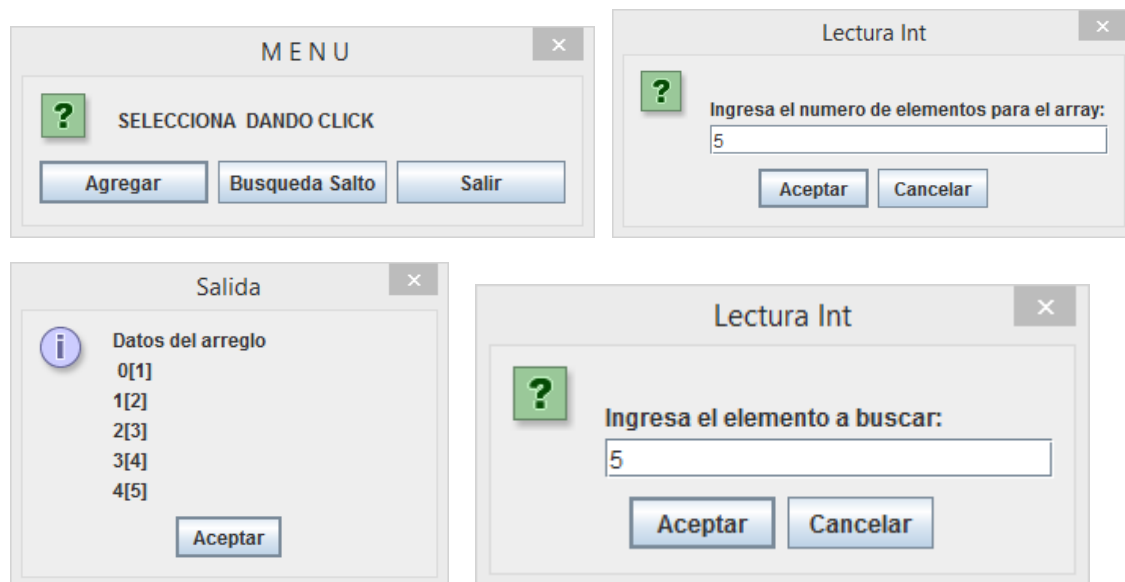 M E N U
SELECCIONA DANDO CLICK
Agregar
Busqueda Salto
Salir
Lectura Int
Ingresa el numero de elementos para el array:
5
Aceptar
Cancelar
Salida
Datos del arreglo
0[1]
1[2]
2[3]
3[4]
4[5]
Aceptar
Lectura Int
Ingresa el elemento a buscar:
5
Aceptar
Cancelar